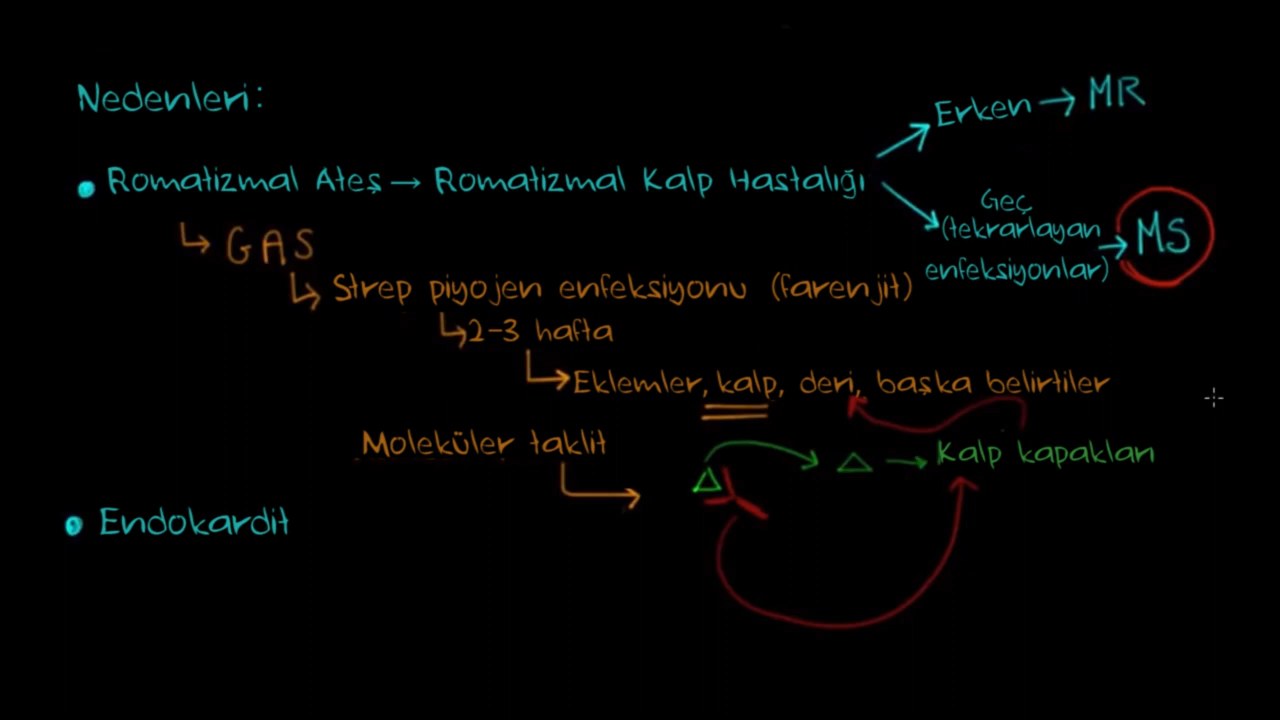 Nedenleri:
Romatizmal Ateş → Romatizmal Kalp Hastalığı
Erken → MR
Geç
(tekrarlayan
enfeksiyonlar) → MS
GAS
Strep piyojen enfeksiyonu (farenjit)
2-3 hafta
Eklemler, kalp, deri, başka belirtiler
Moleküler taklit
Kalp kapakları
Endokardit